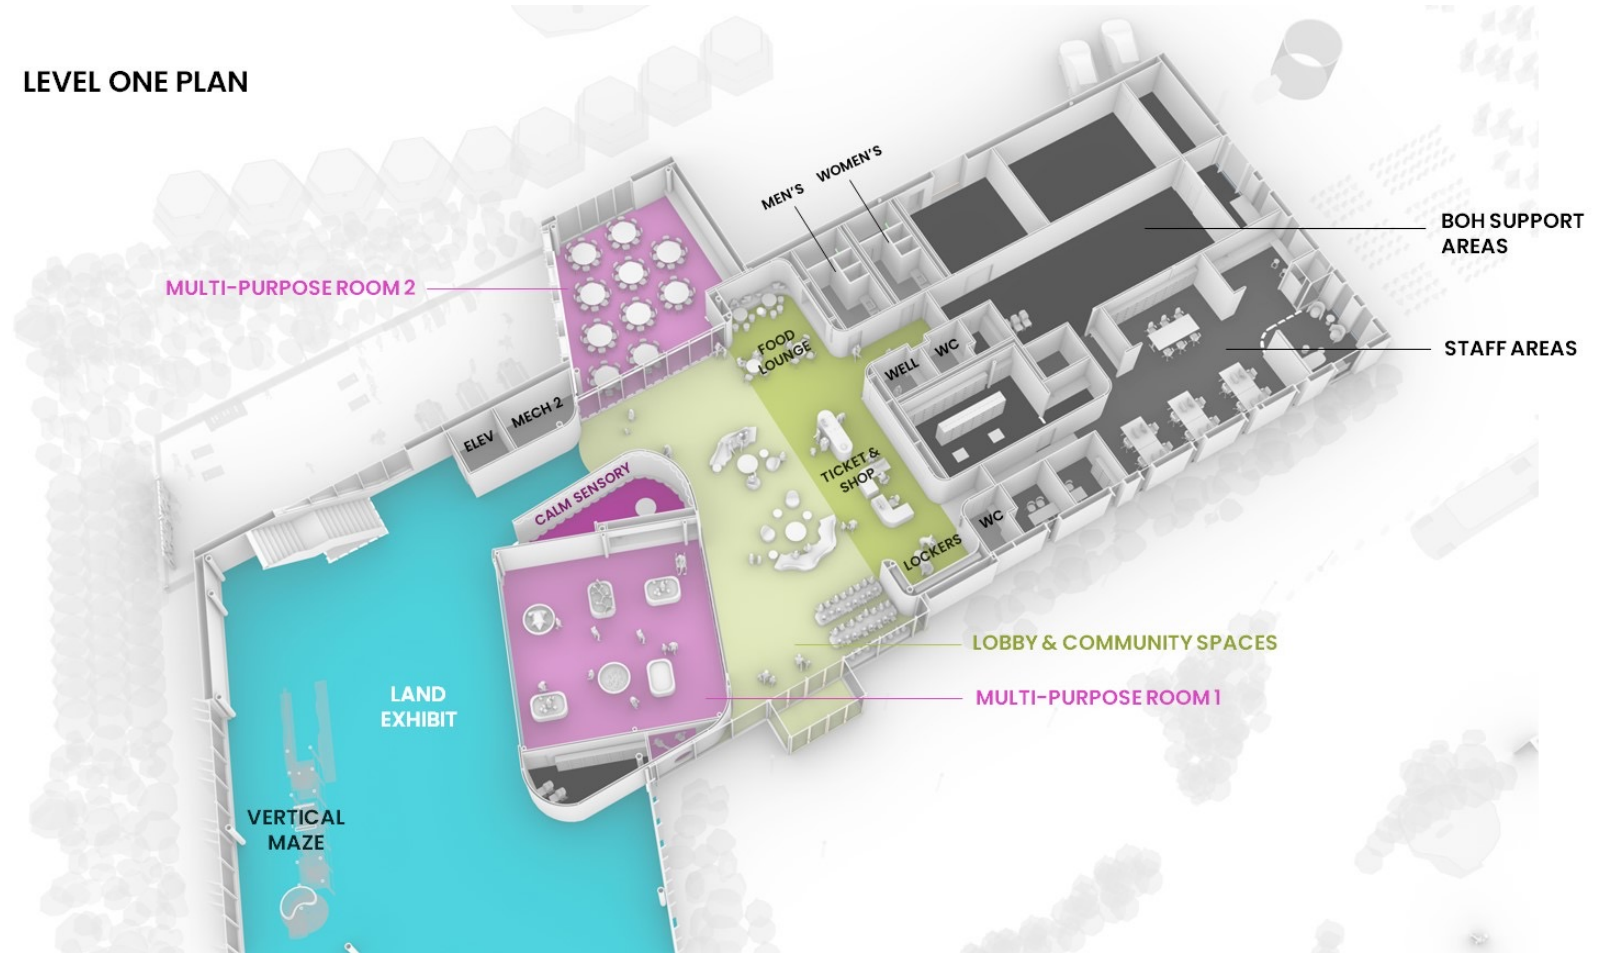 LEVEL ONE PLAN
MEN'S
WOMEN'S
BOH SUPPORT
AREAS
MULTI-PURPOSE ROOM 2
FOOD
LOUNGE
WELL
WC
STAFF AREAS
ELEV
MECH 2
CALM SENSORY
TICKET &
SHOP
WC
LOCKERS
LOBBY & COMMUNITY SPACES
MULTI-PURPOSE ROOM 1
LAND
EXHIBIT
VERTICAL
MAZE